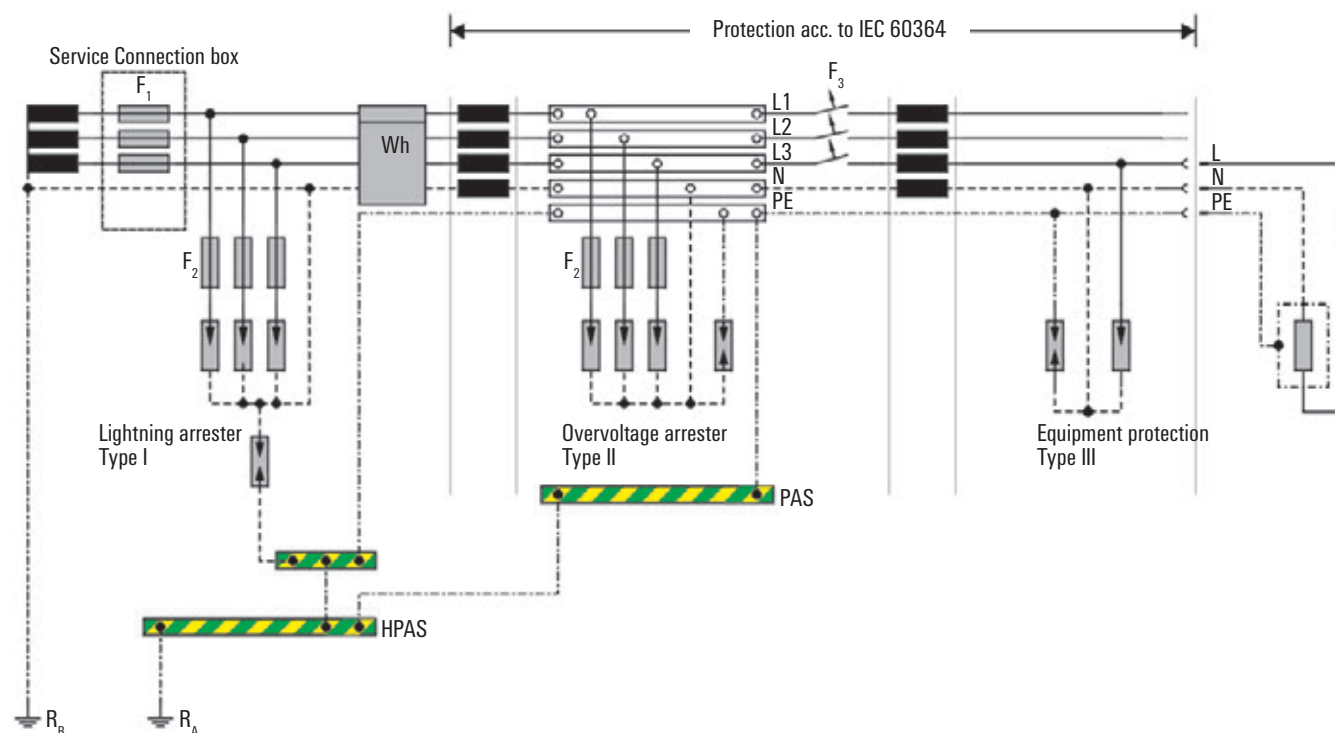 Protection acc. to IEC 60364
Service Connection box
F1
F3
L1
L2
L3
N
PE
Wh
L
N
PE
F2
F2
Lightning arrester
Type I
Overvoltage arrester
Type II
Equipment protection
Type III
PAS
HPAS
RB
RA